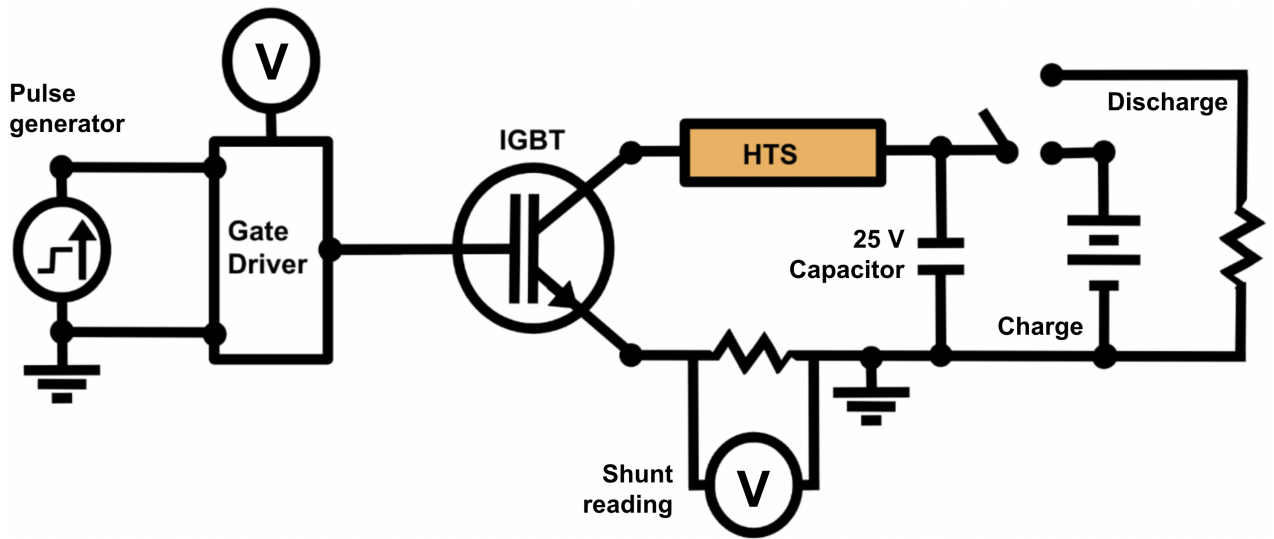 V
Pulse
generator
IGBT
Discharge
HTS
Gate
Driver
25 V
Capacitor
Charge
Shunt
reading
V